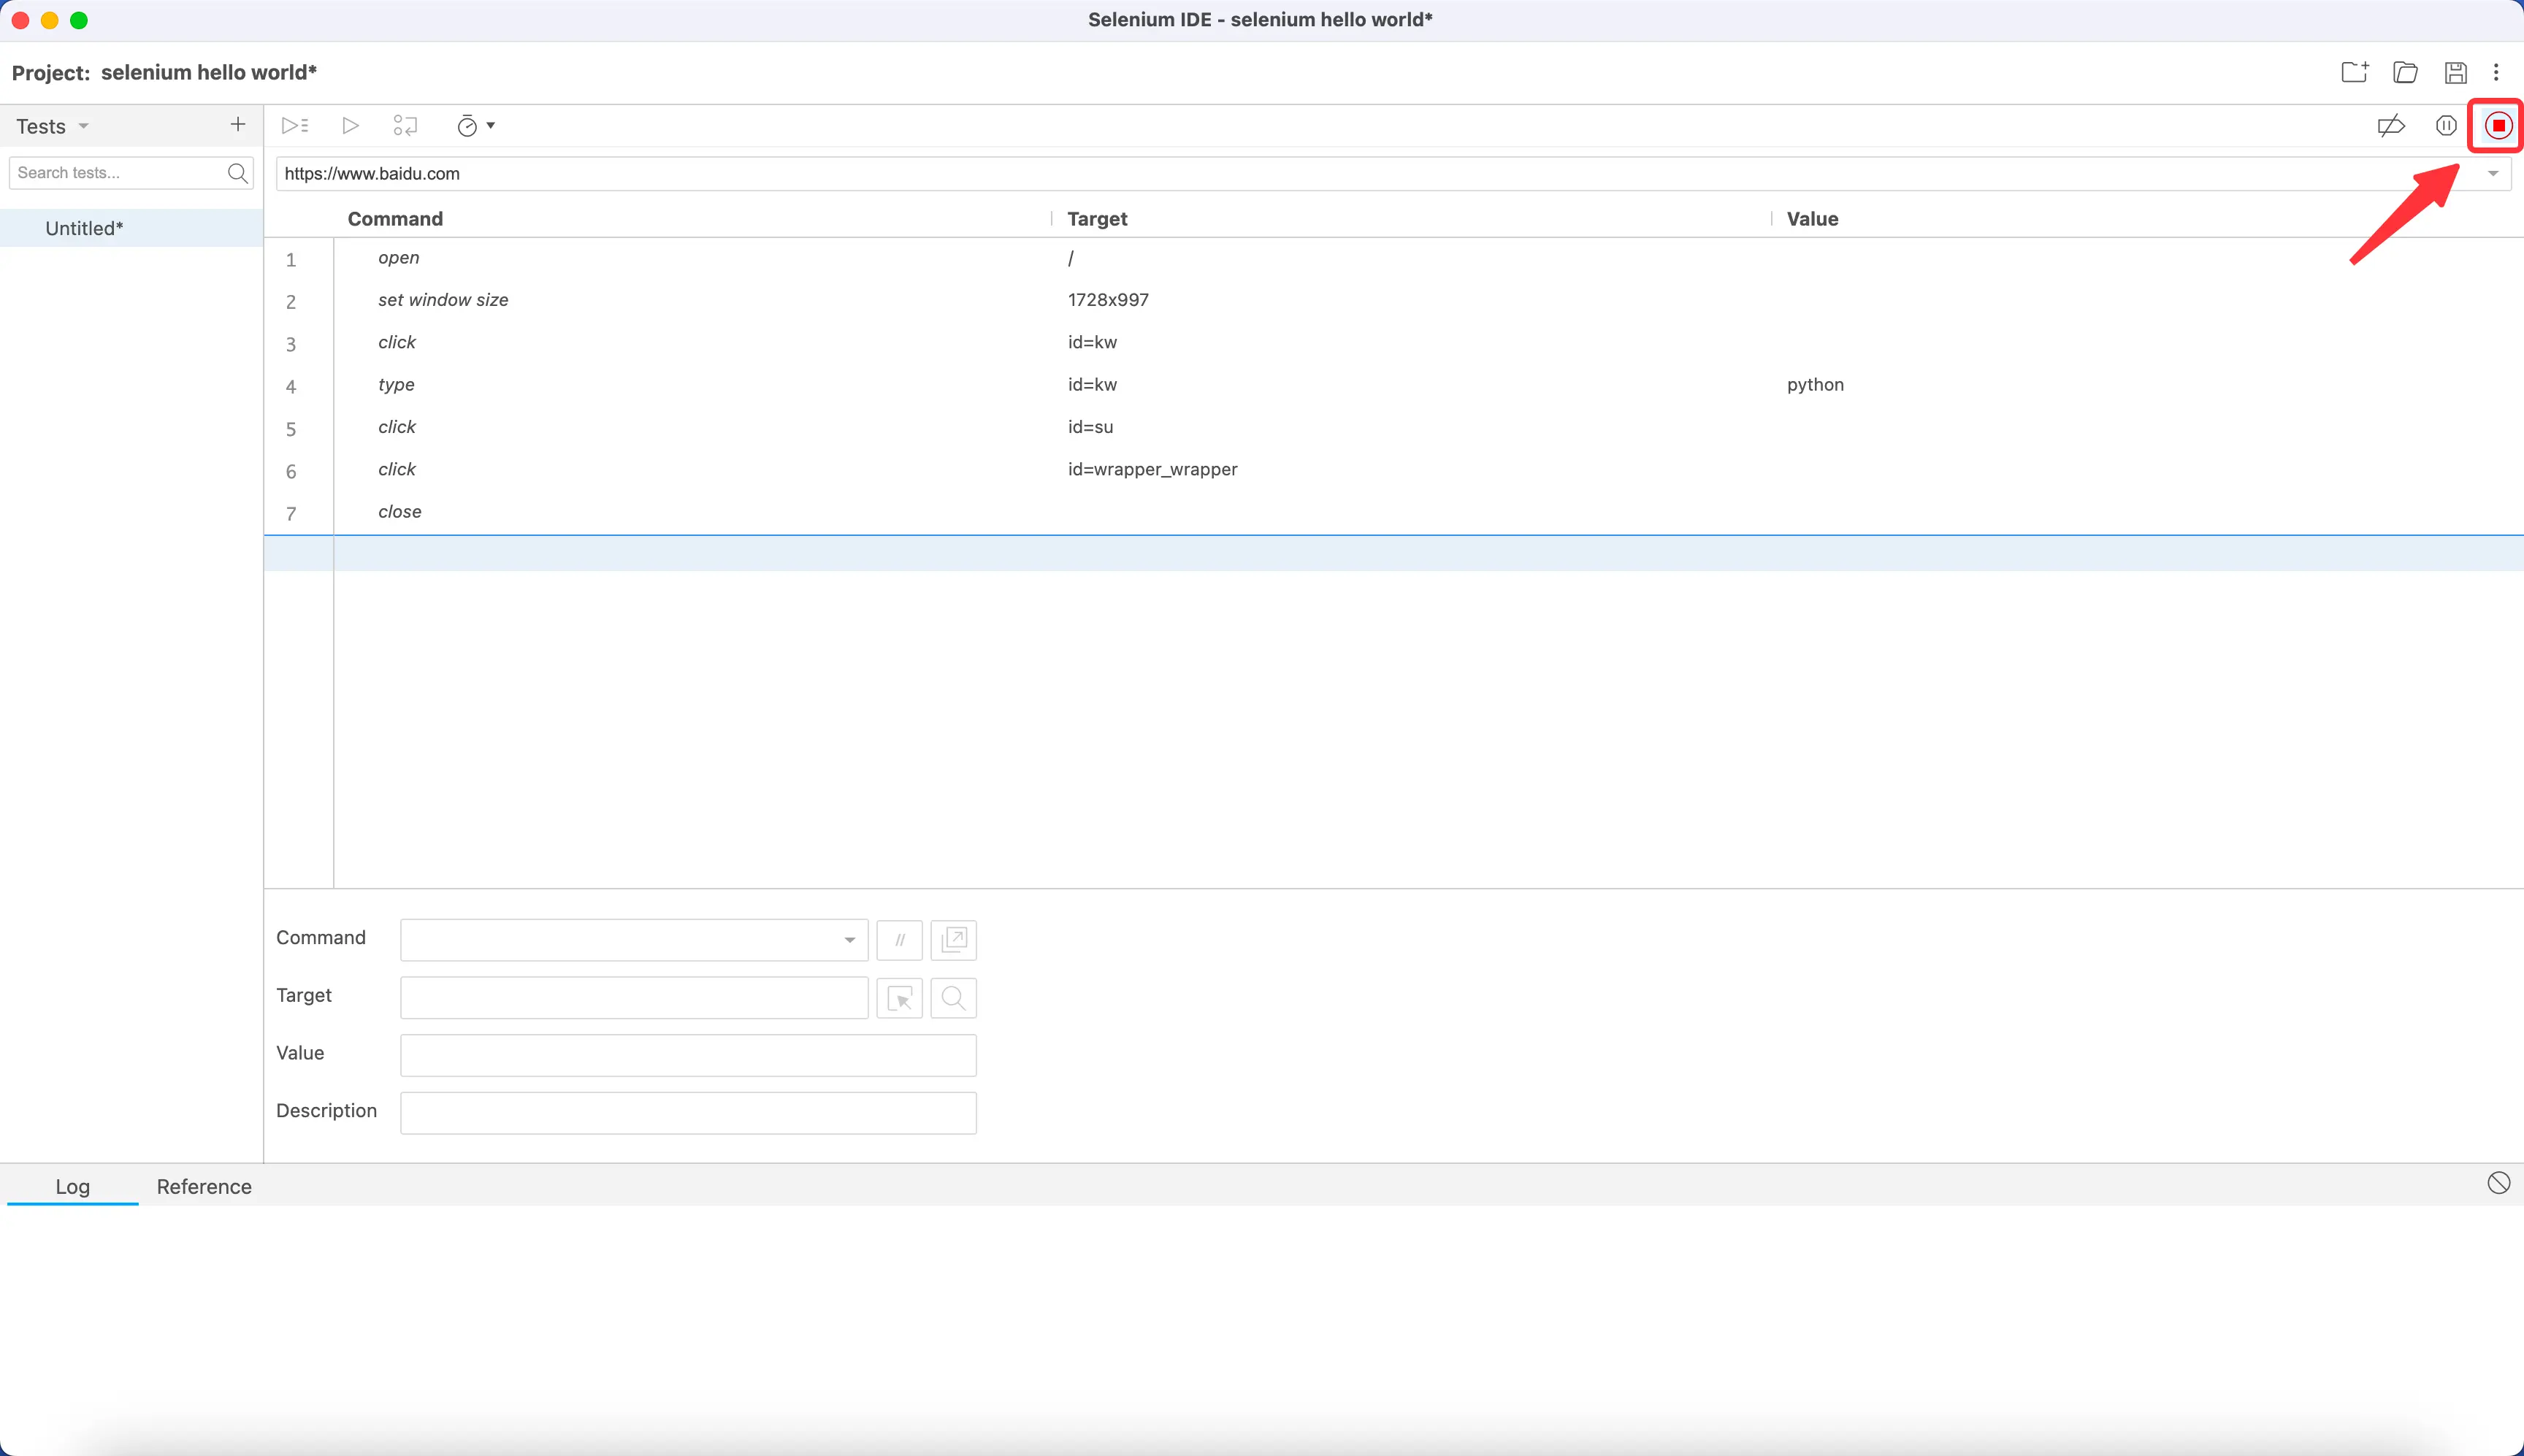 Selenium IDE - selenium hello world*
Project: selenium hello world*
Tests
Search tests...
Untitled*
https://www.baidu.com
Command Target Value
1 open /
2 set window size 1728x997
3 click id=kw
4 type id=kw python
5 click id=su
6 click id=wrapper_wrapper
7 close
Command //
Target
Value
Description
Log Reference